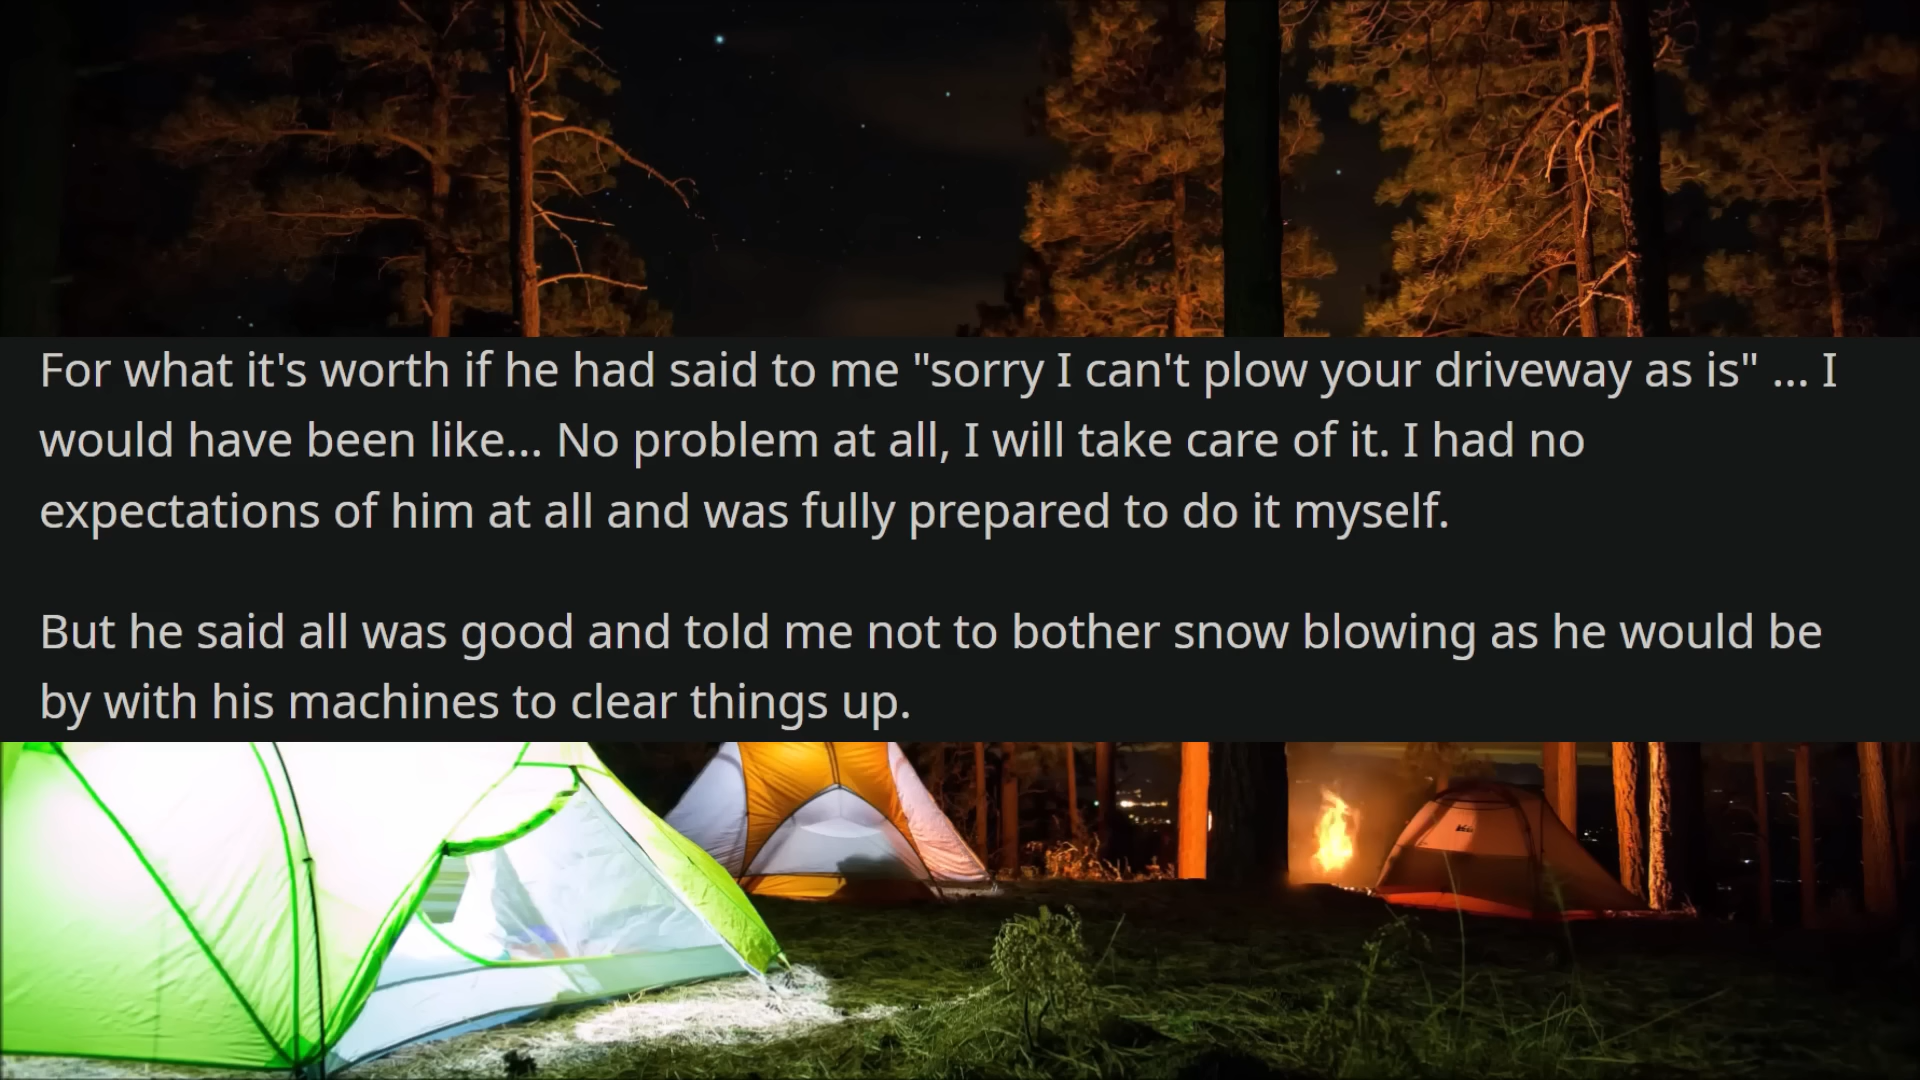 For what it's worth if he had said to me "sorry I can't plow your driveway as is" ... I
would have been like... No problem at all, I will take care of it. I had no
expectations of him at all and was fully prepared to do it myself.
But he said all was good and told me not to bother snow blowing as he would be
by with his machines to clear things up.